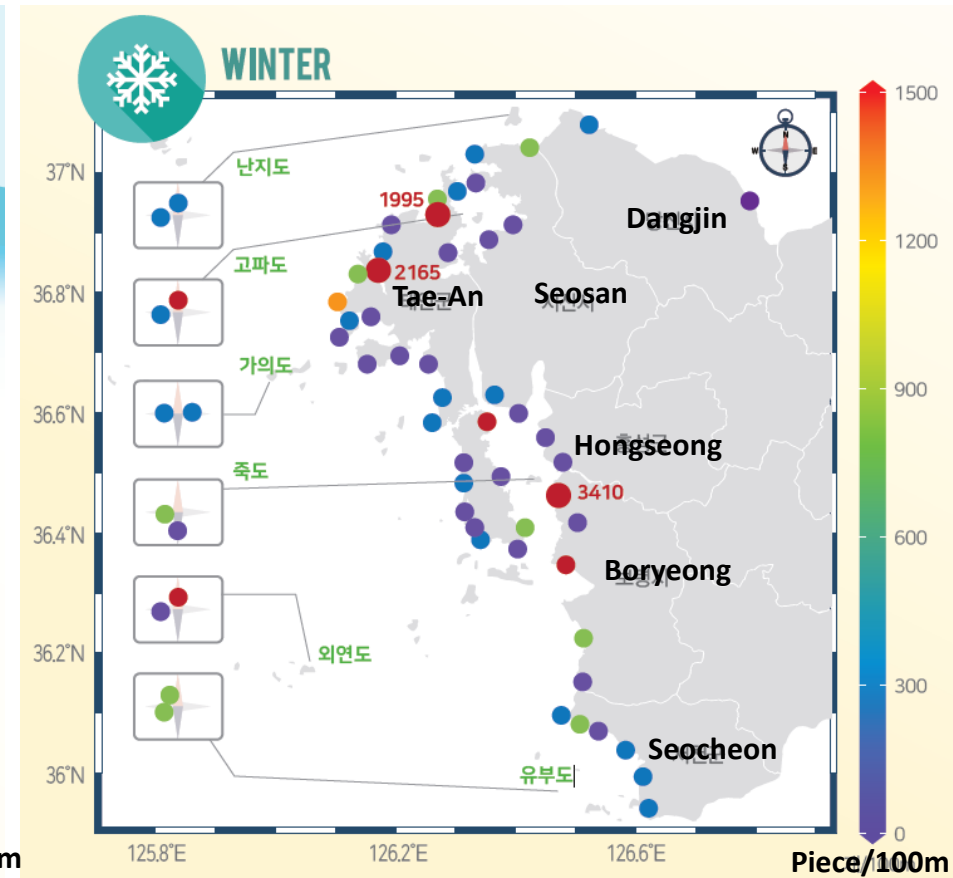 WINTER
1500
1200
900
600
300
0
Piece/100m
m
37°N
36.8°N
36.6°N
36.4°N
36.2°N
36°N
125.8°E
126.2°E
126.6°E
N
W
E
S
난지도
고파도
가의도
죽도
외연도
유부도
1995
2165
3410
Dangjin
Tae-An
Seosan
Hongseong
Boryeong
Seocheon